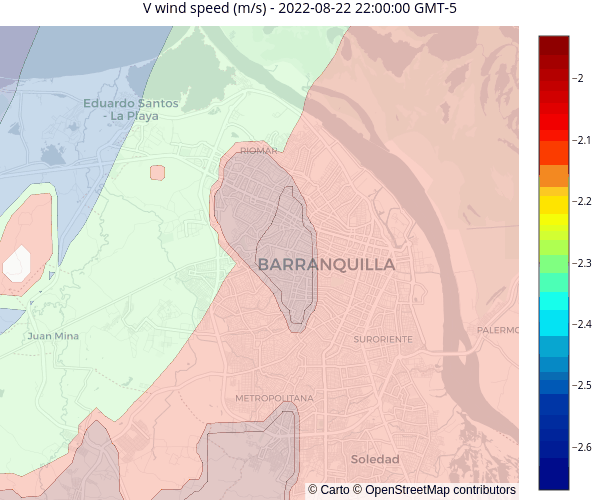 V wind speed (m/s) - 2022-08-22 22:00:00 GMT-5
Eduardo Santos
- La Playa
RIOMAR
BARRANQUILLA
Juan Mina
SURORIENTE
PALERMO
METROPOLITANA
Soledad
© Carto © OpenStreetMap contributors
−2
−2.1
−2.2
−2.3
−2.4
−2.5
−2.6